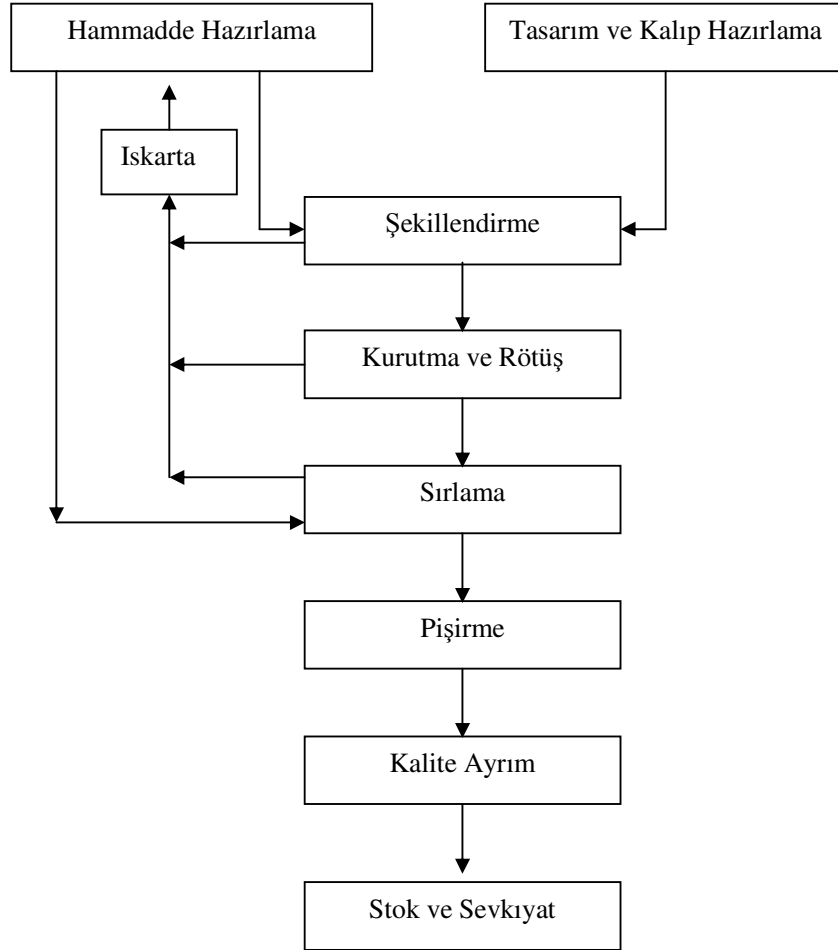 Hammadde Hazırlama
Tasarım ve Kalıp Hazırlama
Iskarta
Şekillendirme
Kurutma ve Rötüş
Sırlama
Pişirme
Kalite Ayrım
Stok ve Sevkıyat